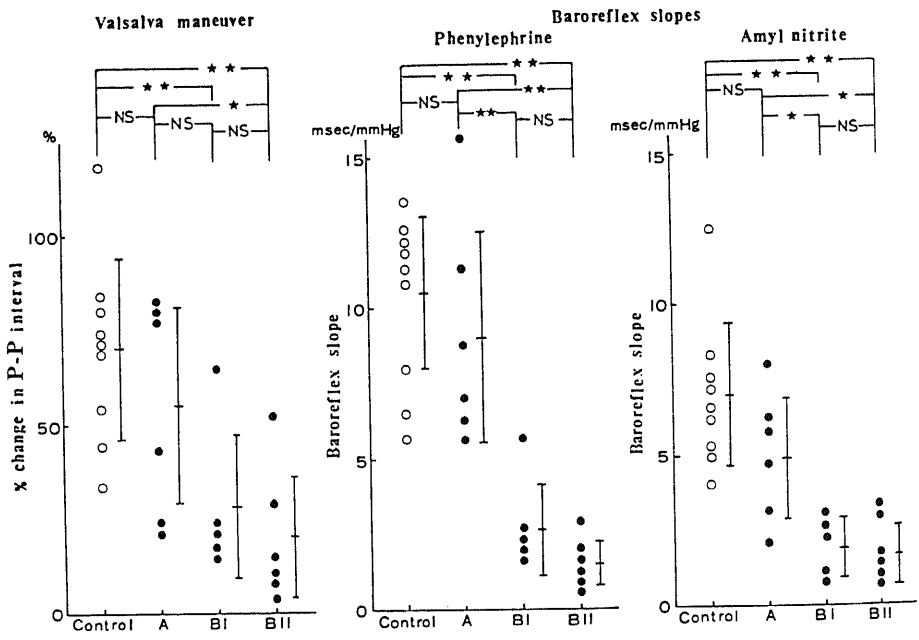 Valsalva maneuver
Baroreflex slopes
Phenylephrine
Amyl nitrite
★ ★
★ ★
★
NS
NS
NS
★ ★
★ ★
★★
NS
★★
NS
★ ★
★ ★
NS
★
★
NS
%
100
50
0
% change in P-P interval
Control A BI BII
msec/mmHg
15
10
5
0
Baroreflex slope
Control A BI BII
msec/mmHg
15
10
5
0
Baroreflex slope
Control A BI BII